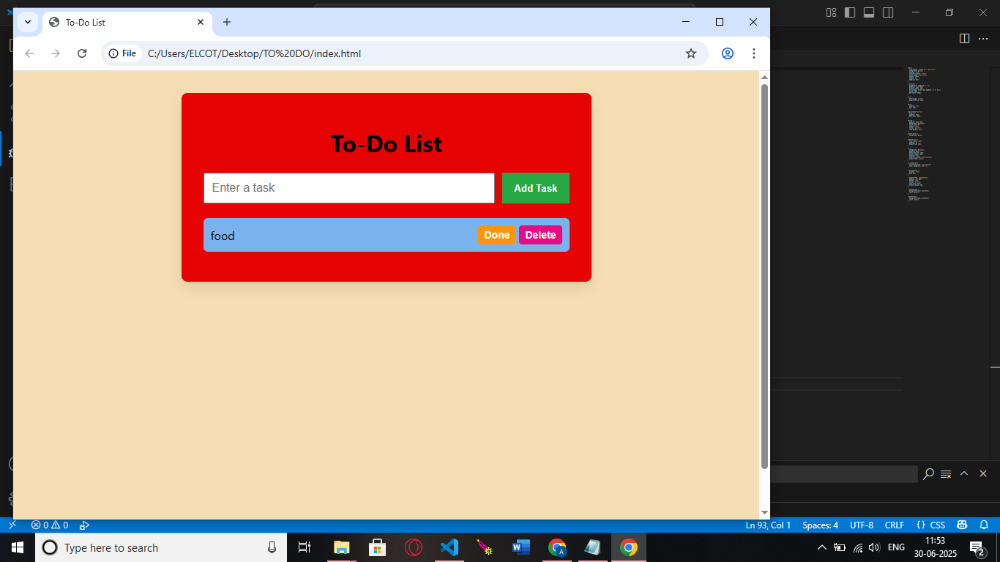 To-Do List
File
C:/Users/ELCOT/Desktop/TO%20DO/index.html
To-Do List
Enter a task
Add Task
food
Done
Delete
0
0
Ln 93, Col 1
Spaces: 4
UTF-8
CRLF
{ } CSS
Type here to search
ENG
11:53
30-06-2025
2